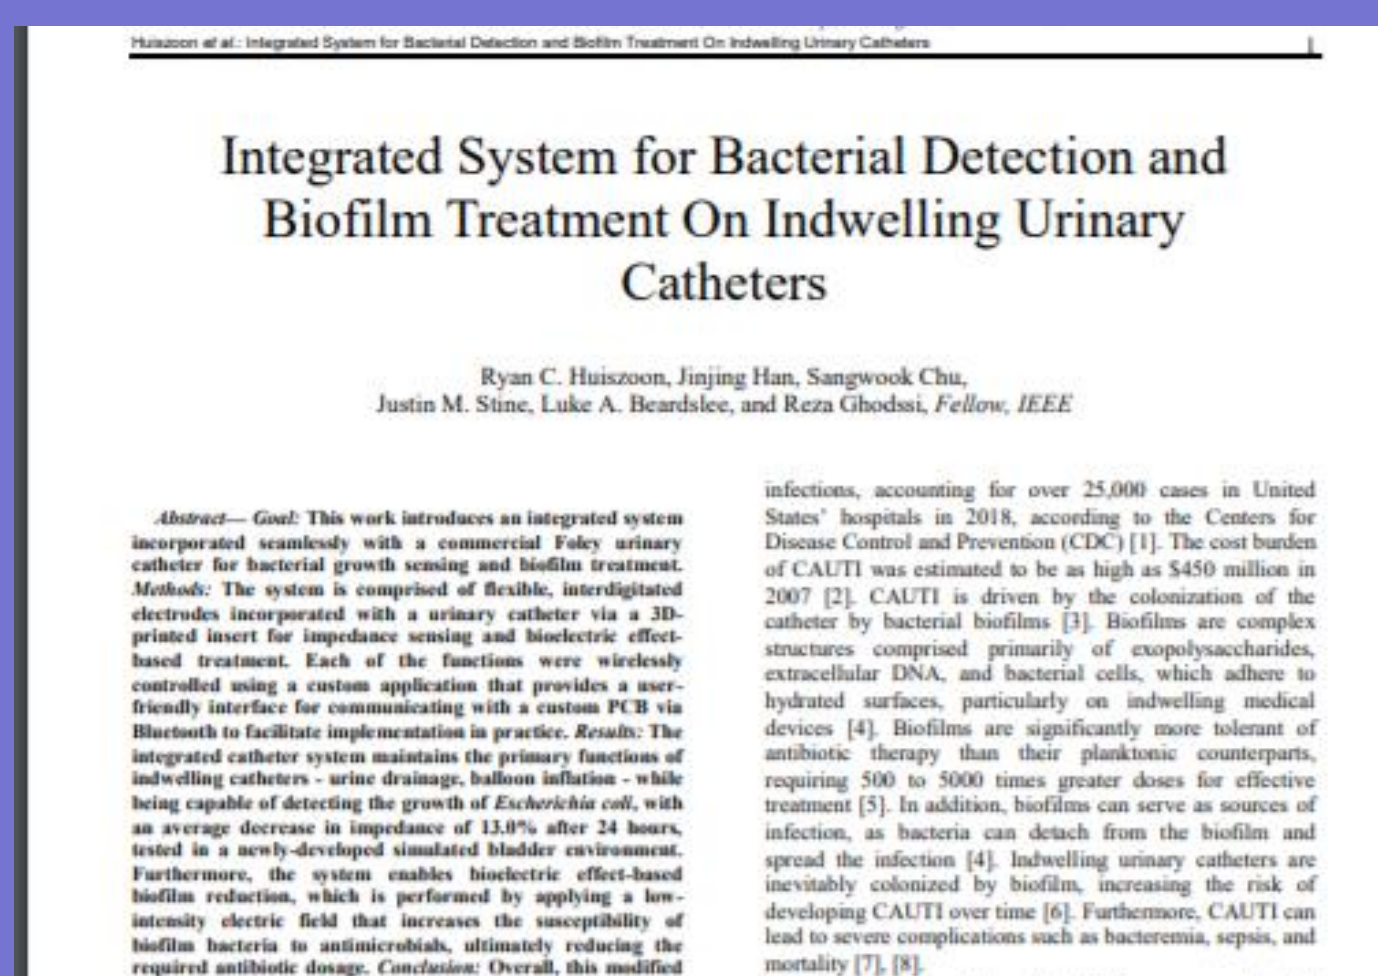 Huiszoon et al.: Integrated System for Bacterial Detection and Biofilm Treatment On Indwelling Urinary Catheters
Integrated System for Bacterial Detection and
Biofilm Treatment On Indwelling Urinary
Catheters
Ryan C. Huiszoon, Jinjing Han, Sangwook Chu,
Justin M. Stine, Luke A. Beardslee, and Reza Ghodssi, Fellow, IEEE
Abstract— Goal: This work introduces an integrated system
incorporated seamlessly with a commercial Foley urinary
catheter for bacterial growth sensing and biofilm treatment.
Methods: The system is comprised of flexible, interdigitated
electrodes incorporated with a urinary catheter via a 3D-
printed insert for impedance sensing and bioelectric effect-
based treatment. Each of the functions were wirelessly
controlled using a custom application that provides a user-
friendly interface for communicating with a custom PCB via
Bluetooth to facilitate implementation in practice. Results: The
integrated catheter system maintains the primary functions of
indwelling catheters - urine drainage, balloon inflation - while
being capable of detecting the growth of Escherichia coli, with
an average decrease in impedance of 13.0% after 24 hours,
tested in a newly-developed simulated bladder environment.
Furthermore, the system enables bioelectric effect-based
biofilm reduction, which is performed by applying a low-
intensity electric field that increases the susceptibility of
biofilm bacteria to antimicrobials, ultimately reducing the
required antibiotic dosage. Conclusion: Overall, this modified
infections, accounting for over 25,000 cases in United
States' hospitals in 2018, according to the Centers for
Disease Control and Prevention (CDC) [1]. The cost burden
of CAUTI was estimated to be as high as $450 million in
2007 [2]. CAUTI is driven by the colonization of the
catheter by bacterial biofilms [3]. Biofilms are complex
structures comprised primarily of exopolysaccharides,
extracellular DNA, and bacterial cells, which adhere to
hydrated surfaces, particularly on indwelling medical
devices [4]. Biofilms are significantly more tolerant of
antibiotic therapy than their planktonic counterparts,
requiring 500 to 5000 times greater doses for effective
treatment [5]. In addition, biofilms can serve as sources of
infection, as bacteria can detach from the biofilm and
spread the infection [4]. Indwelling urinary catheters are
inevitably colonized by biofilm, increasing the risk of
developing CAUTI over time [6]. Furthermore, CAUTI can
lead to severe complications such as bacteremia, sepsis, and
mortality [7], [8].